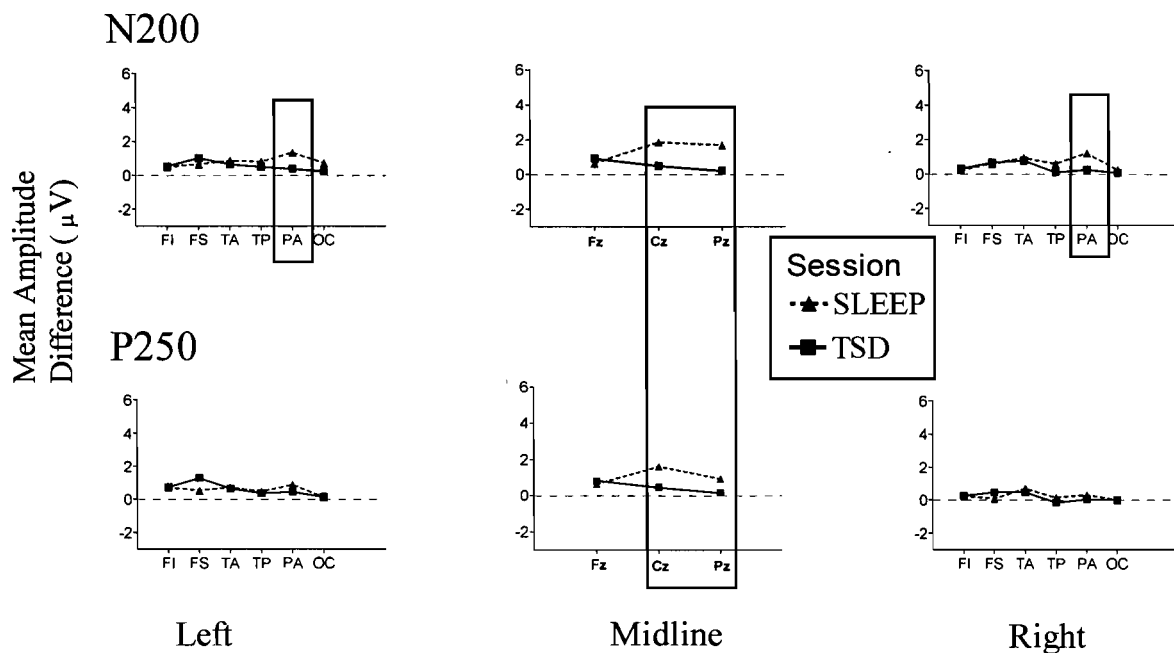 N200
Mean Amplitude
Difference ( μV)
6
4
2
0
-2
FI FS TA TP PA OC
6
4
2
0
-2
Fz Cz Pz
6
4
2
0
-2
FI FS TA TP PA OC
Session
SLEEP
TSD
P250
6
4
2
0
-2
FI FS TA TP PA OC
6
4
2
0
-2
Fz Cz Pz
6
4
2
0
-2
FI FS TA TP PA OC
Left Midline Right